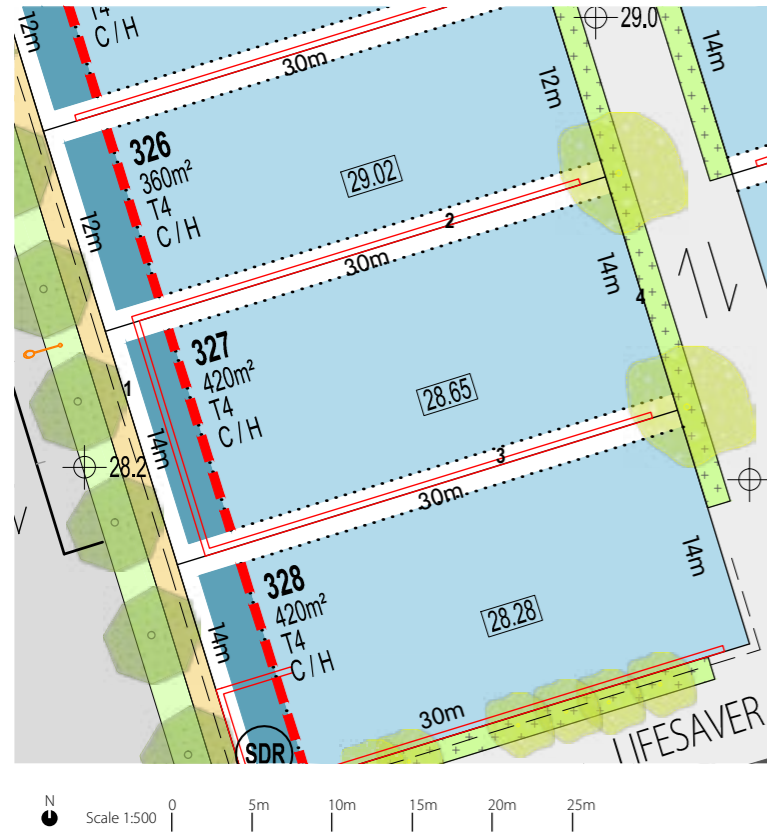 12m
T4
C / H
30m
29.0
14m
12m
326
360m²
T4
C / H
29.02
12m
2
30m
14m
4
327
420m²
T4
C / H
28.65
1
14m
28.2
3
30m
14m
328
420m²
T4
C / H
28.28
14m
30m
SDR
LIFESAVER
N
Scale 1:500
0 5m 10m 15m 20m 25m